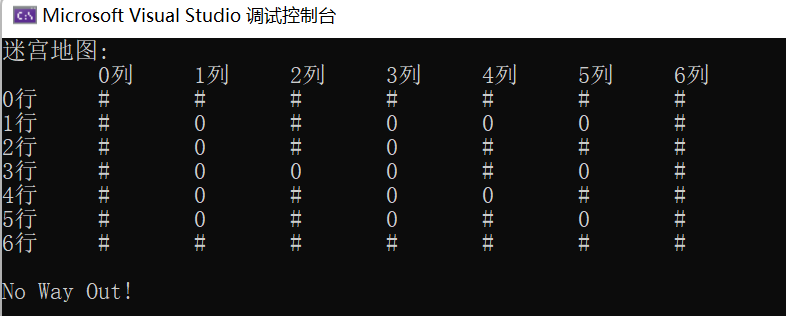 Microsoft Visual Studio 调试控制台
迷宫地图:
0列 1列 2列 3列 4列 5列 6列
0行 # # # # # # #
1行 # 0 # 0 0 0 #
2行 # 0 # 0 # # #
3行 # 0 0 0 # 0 #
4行 # 0 # 0 0 # #
5行 # 0 # 0 # 0 #
6行 # # # # # # #
No Way Out!